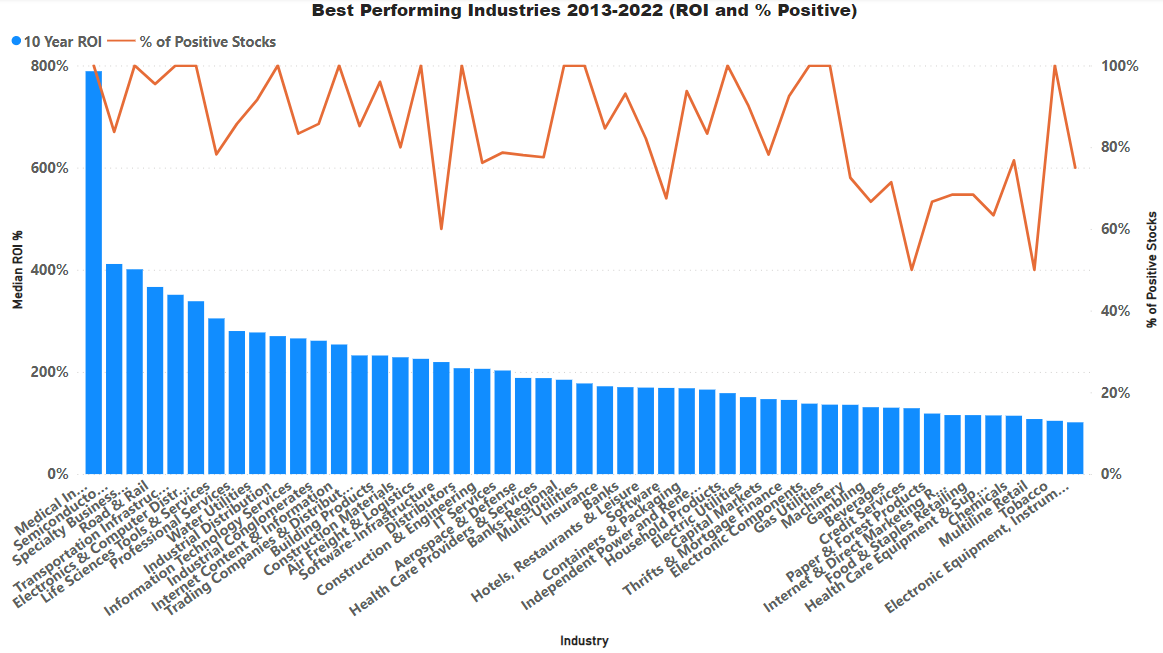 Best Performing Industries 2013-2022 (ROI and % Positive)
10 Year ROI
% of Positive Stocks
800%
600%
400%
200%
0%
Median ROI %
100%
80%
60%
40%
20%
0%
% of Positive Stocks
Medical In...
Semiconducto...
Specialty Business...
Road & Rail
Transportation Infrastruc...
Electronics & Computer Distr...
Life Sciences Tools & Services
Professional Services
Water Utilities
Industrial Distribution
Information Technology Services
Industrial Conglomerates
Internet Content & Information
Trading Companies & Distribut...
Building Products
Construction Materials
Air Freight & Logistics
Software-Infrastructure
Distributors
Construction & Engineering
IT Services
Aerospace & Defense
Health Care Providers & Services
Banks-Regional
Multi-Utilities
Insurance
Banks
Hotels, Restaurants & Leisure
Software
Containers & Packaging
Independent Power and Rene...
Household Products
Electric Utilities
Capital Markets
Thrifts & Mortgage Finance
Electronic Components
Gas Utilities
Machinery
Gambling
Beverages
Credit Services
Paper & Forest Products
Internet & Direct Marketing R...
Food & Staples Retailing
Health Care Equipment & Sup...
Chemicals
Multiline Retail
Tobacco
Electronic Equipment, Instrum...
Industry